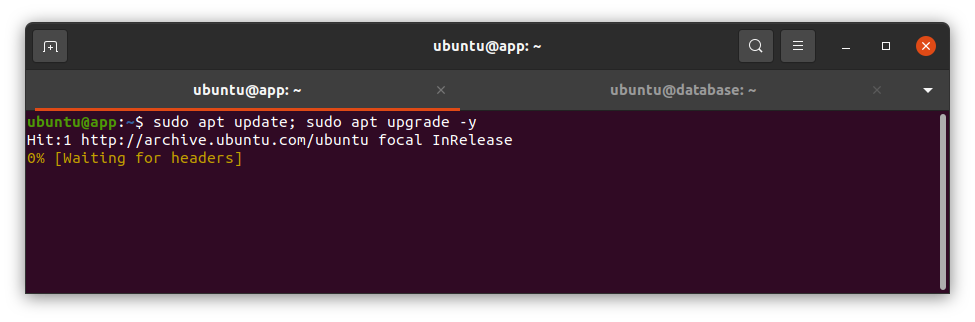 ubuntu@app: ~
ubuntu@app: ~
ubuntu@database: ~
ubuntu@app:~$ sudo apt update; sudo apt upgrade -y
Hit:1 http://archive.ubuntu.com/ubuntu focal InRelease
0% [Waiting for headers]